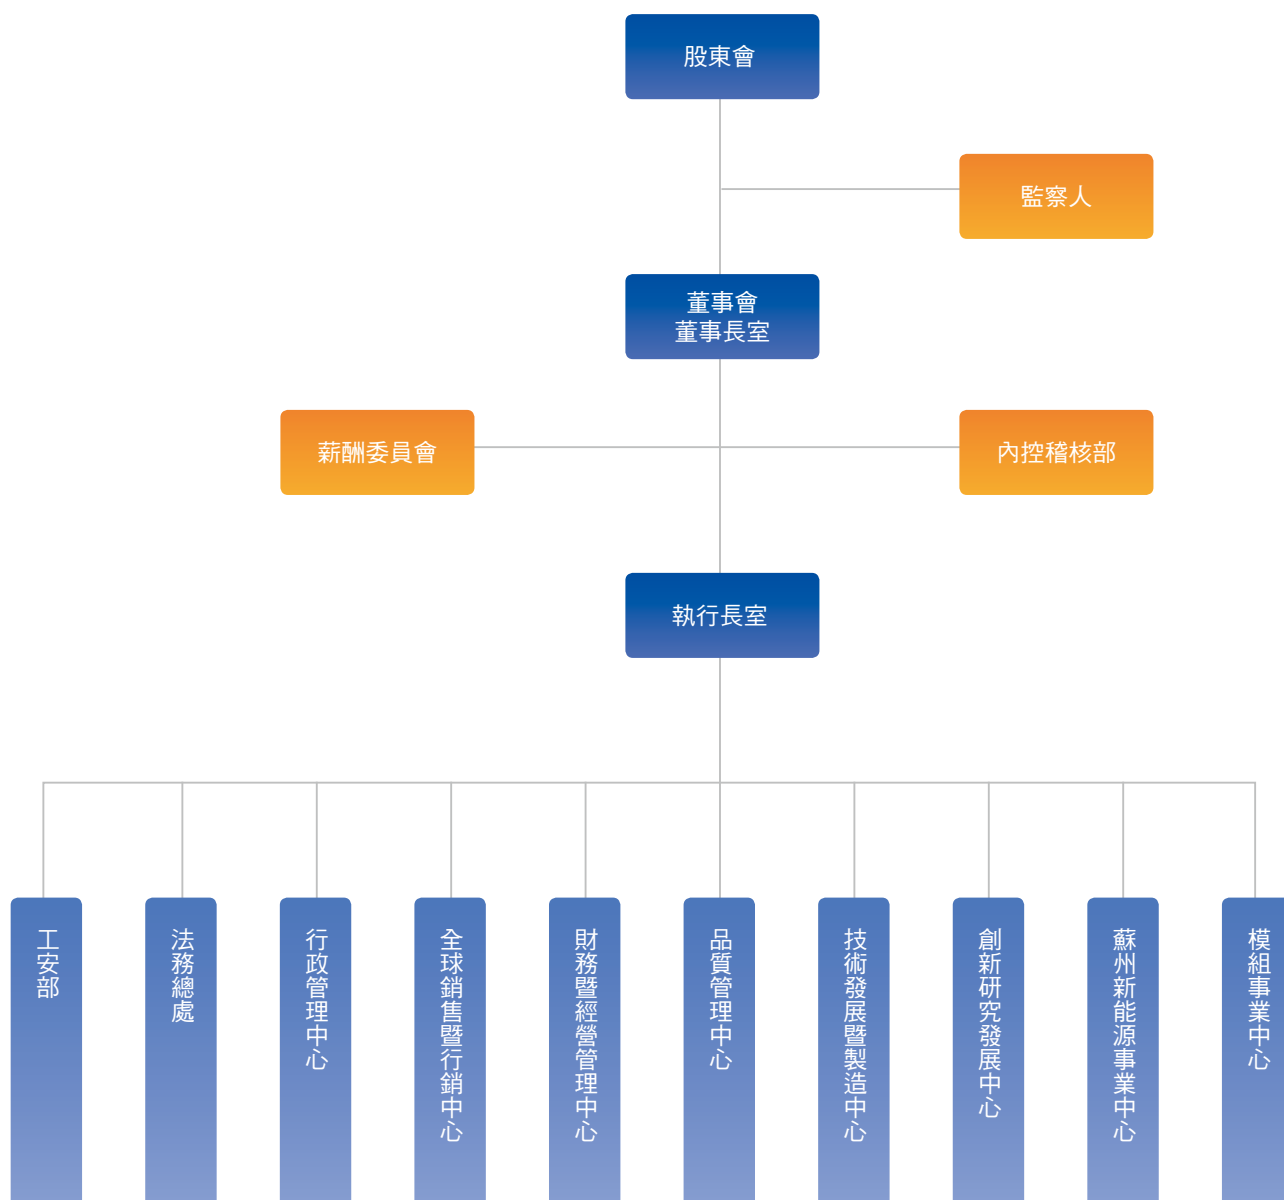 股東會
監察人
董事會
董事長室
薪酬委員會
內控稽核部
執行長室
工安部
法務總處
行政管理中心
全球銷售暨行銷中心
財務暨經營管理中心
品質管理中心
技術發展暨製造中心
創新研究發展中心
蘇州新能源事業中心
模組事業中心